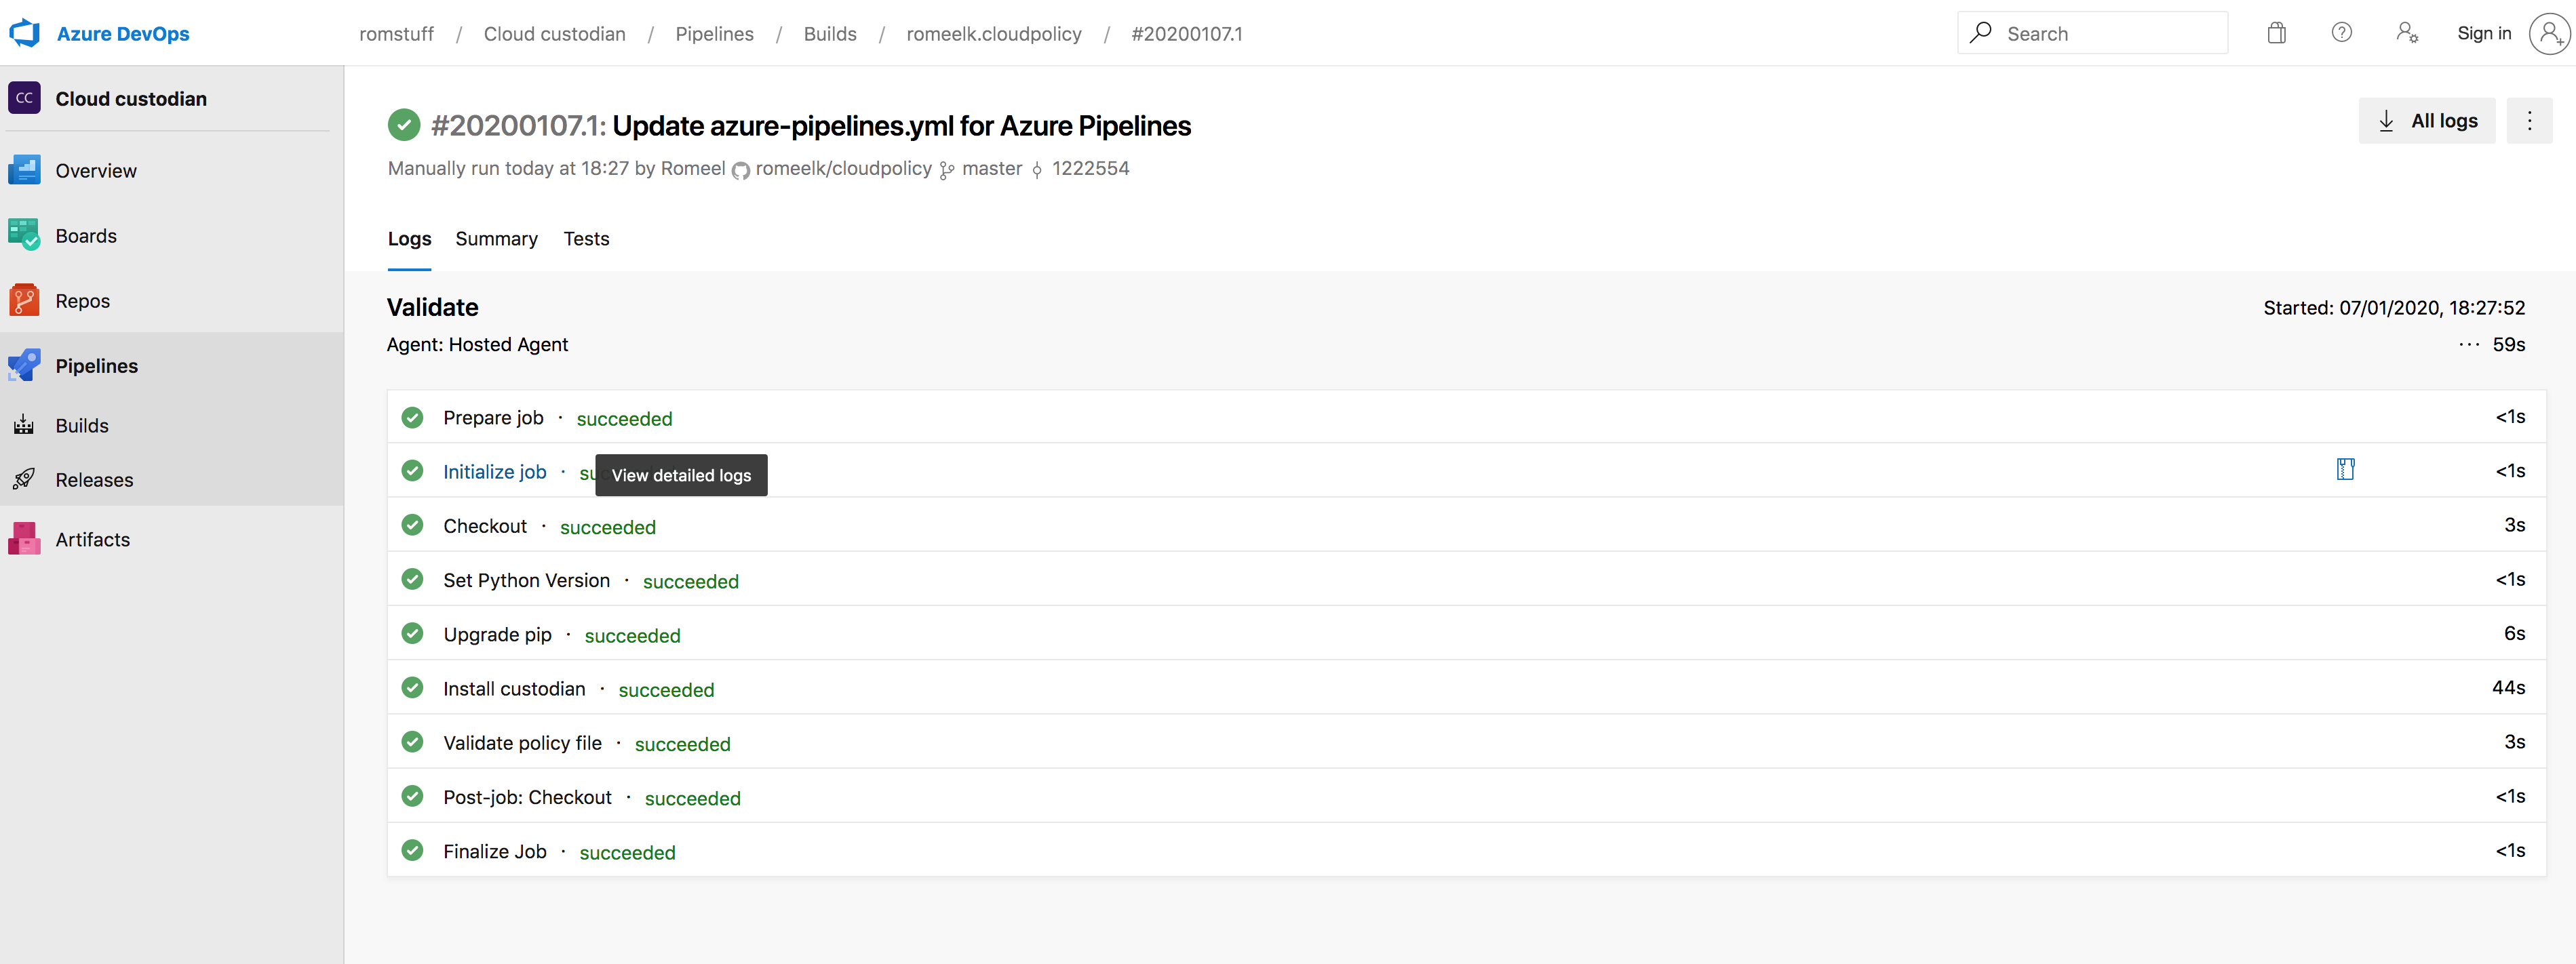 Azure DevOps romstuff / Cloud custodian / Pipelines / Builds / romeelk.cloudpolicy / #20200107.1 Search Sign in
CC Cloud custodian
Overview
Boards
Repos
Pipelines
Builds
Releases
Artifacts
#20200107.1: Update azure-pipelines.yml for Azure Pipelines
All logs
Manually run today at 18:27 by Romeel romeelk/cloudpolicy master 1222554
Logs Summary Tests
Validate Started: 07/01/2020, 18:27:52
Agent: Hosted Agent ··· 59s
Prepare job · succeeded <1s
Initialize job · su View detailed logs <1s
Checkout · succeeded 3s
Set Python Version · succeeded <1s
Upgrade pip · succeeded 6s
Install custodian · succeeded 44s
Validate policy file · succeeded 3s
Post-job: Checkout · succeeded <1s
Finalize Job · succeeded <1s